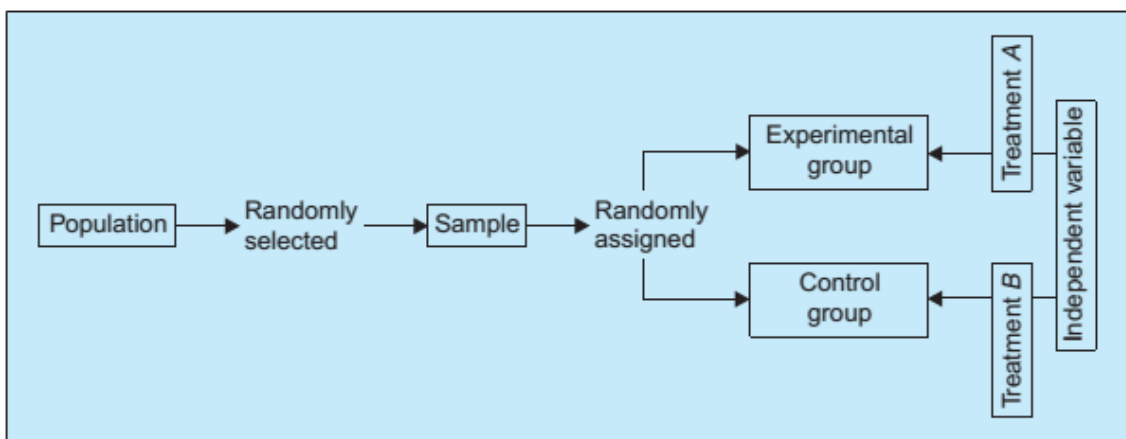 Population
Randomly
selected
Sample
Randomly
assigned
Experimental
group
Control
group
Treatment A
Treatment B
Independent variable